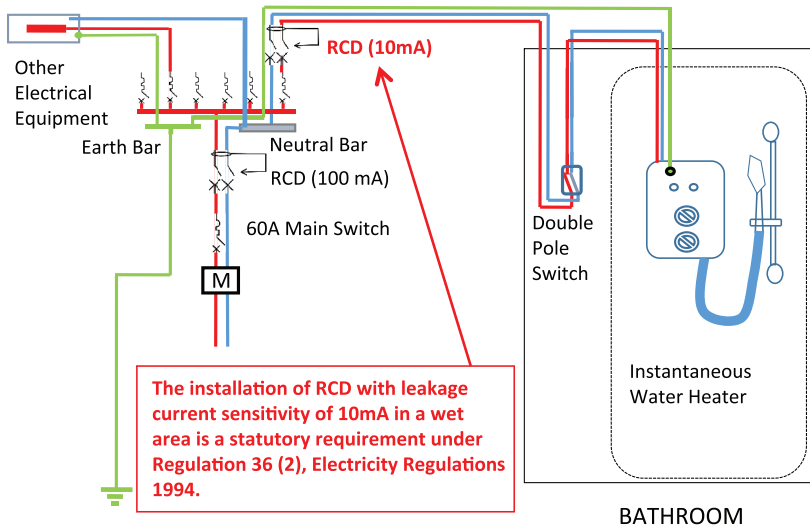 RCD (10mA)
Other
Electrical
Equipment
Earth Bar
Neutral Bar
RCD (100 mA)
60A Main Switch
M
Double
Pole
Switch
Instantaneous
Water Heater
The installation of RCD with leakage
current sensitivity of 10mA in a wet
area is a statutory requirement under
Regulation 36 (2), Electricity Regulations
1994.
BATHROOM